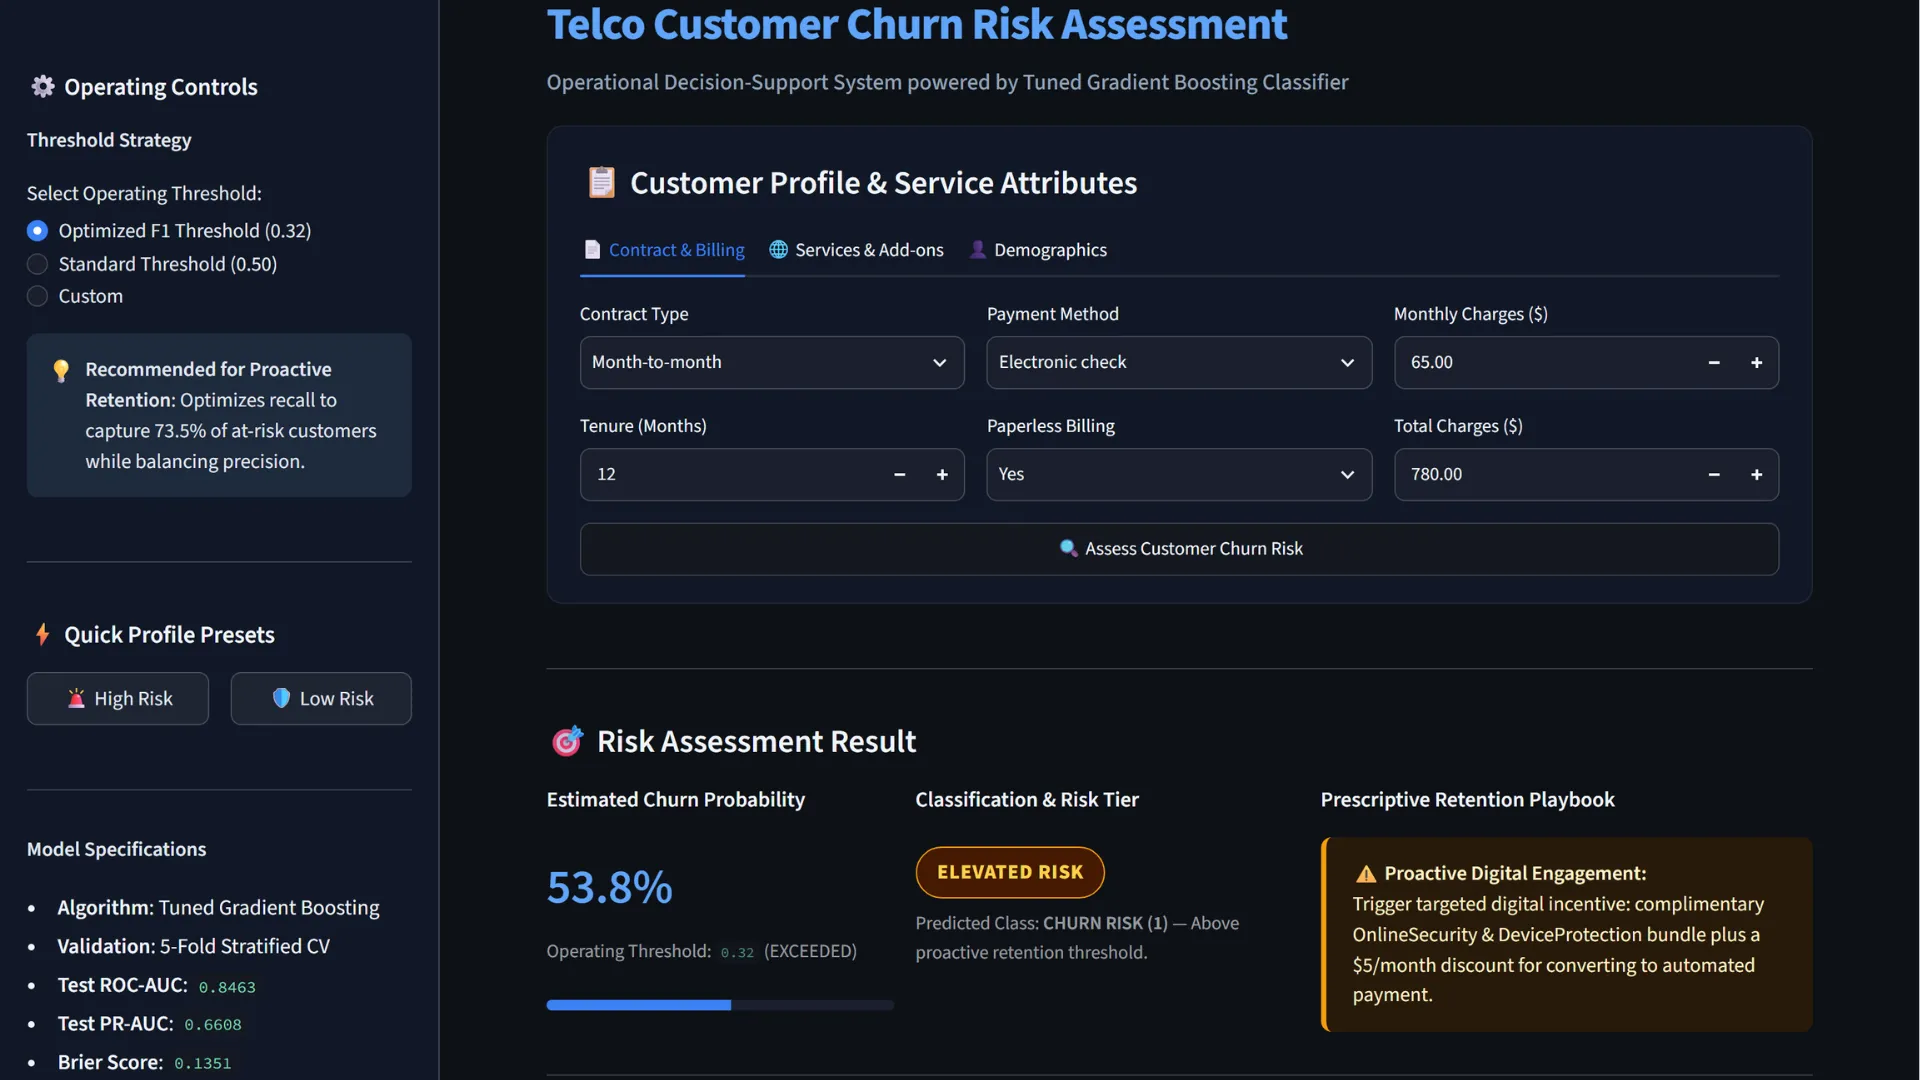 Operating Controls
Threshold Strategy
Select Operating Threshold:
Optimized F1 Threshold (0.32)
Standard Threshold (0.50)
Custom
Recommended for Proactive
Retention: Optimizes recall to
capture 73.5% of at-risk customers
while balancing precision.
Quick Profile Presets
High Risk
Low Risk
Model Specifications
Algorithm: Tuned Gradient Boosting
Validation: 5-Fold Stratified CV
Test ROC-AUC: 0.8463
Test PR-AUC: 0.6608
Brier Score: 0.1351
Telco Customer Churn Risk Assessment
Operational Decision-Support System powered by Tuned Gradient Boosting Classifier
Customer Profile & Service Attributes
Contract & Billing
Services & Add-ons
Demographics
Contract Type
Month-to-month
Payment Method
Electronic check
Monthly Charges ($)
65.00
Tenure (Months)
12
Paperless Billing
Yes
Total Charges ($)
780.00
Assess Customer Churn Risk
Risk Assessment Result
Estimated Churn Probability
53.8%
Operating Threshold: 0.32 (EXCEEDED)
Classification & Risk Tier
ELEVATED RISK
Predicted Class: CHURN RISK (1) — Above
proactive retention threshold.
Prescriptive Retention Playbook
Proactive Digital Engagement:
Trigger targeted digital incentive: complimentary
OnlineSecurity & DeviceProtection bundle plus a
$5/month discount for converting to automated
payment.